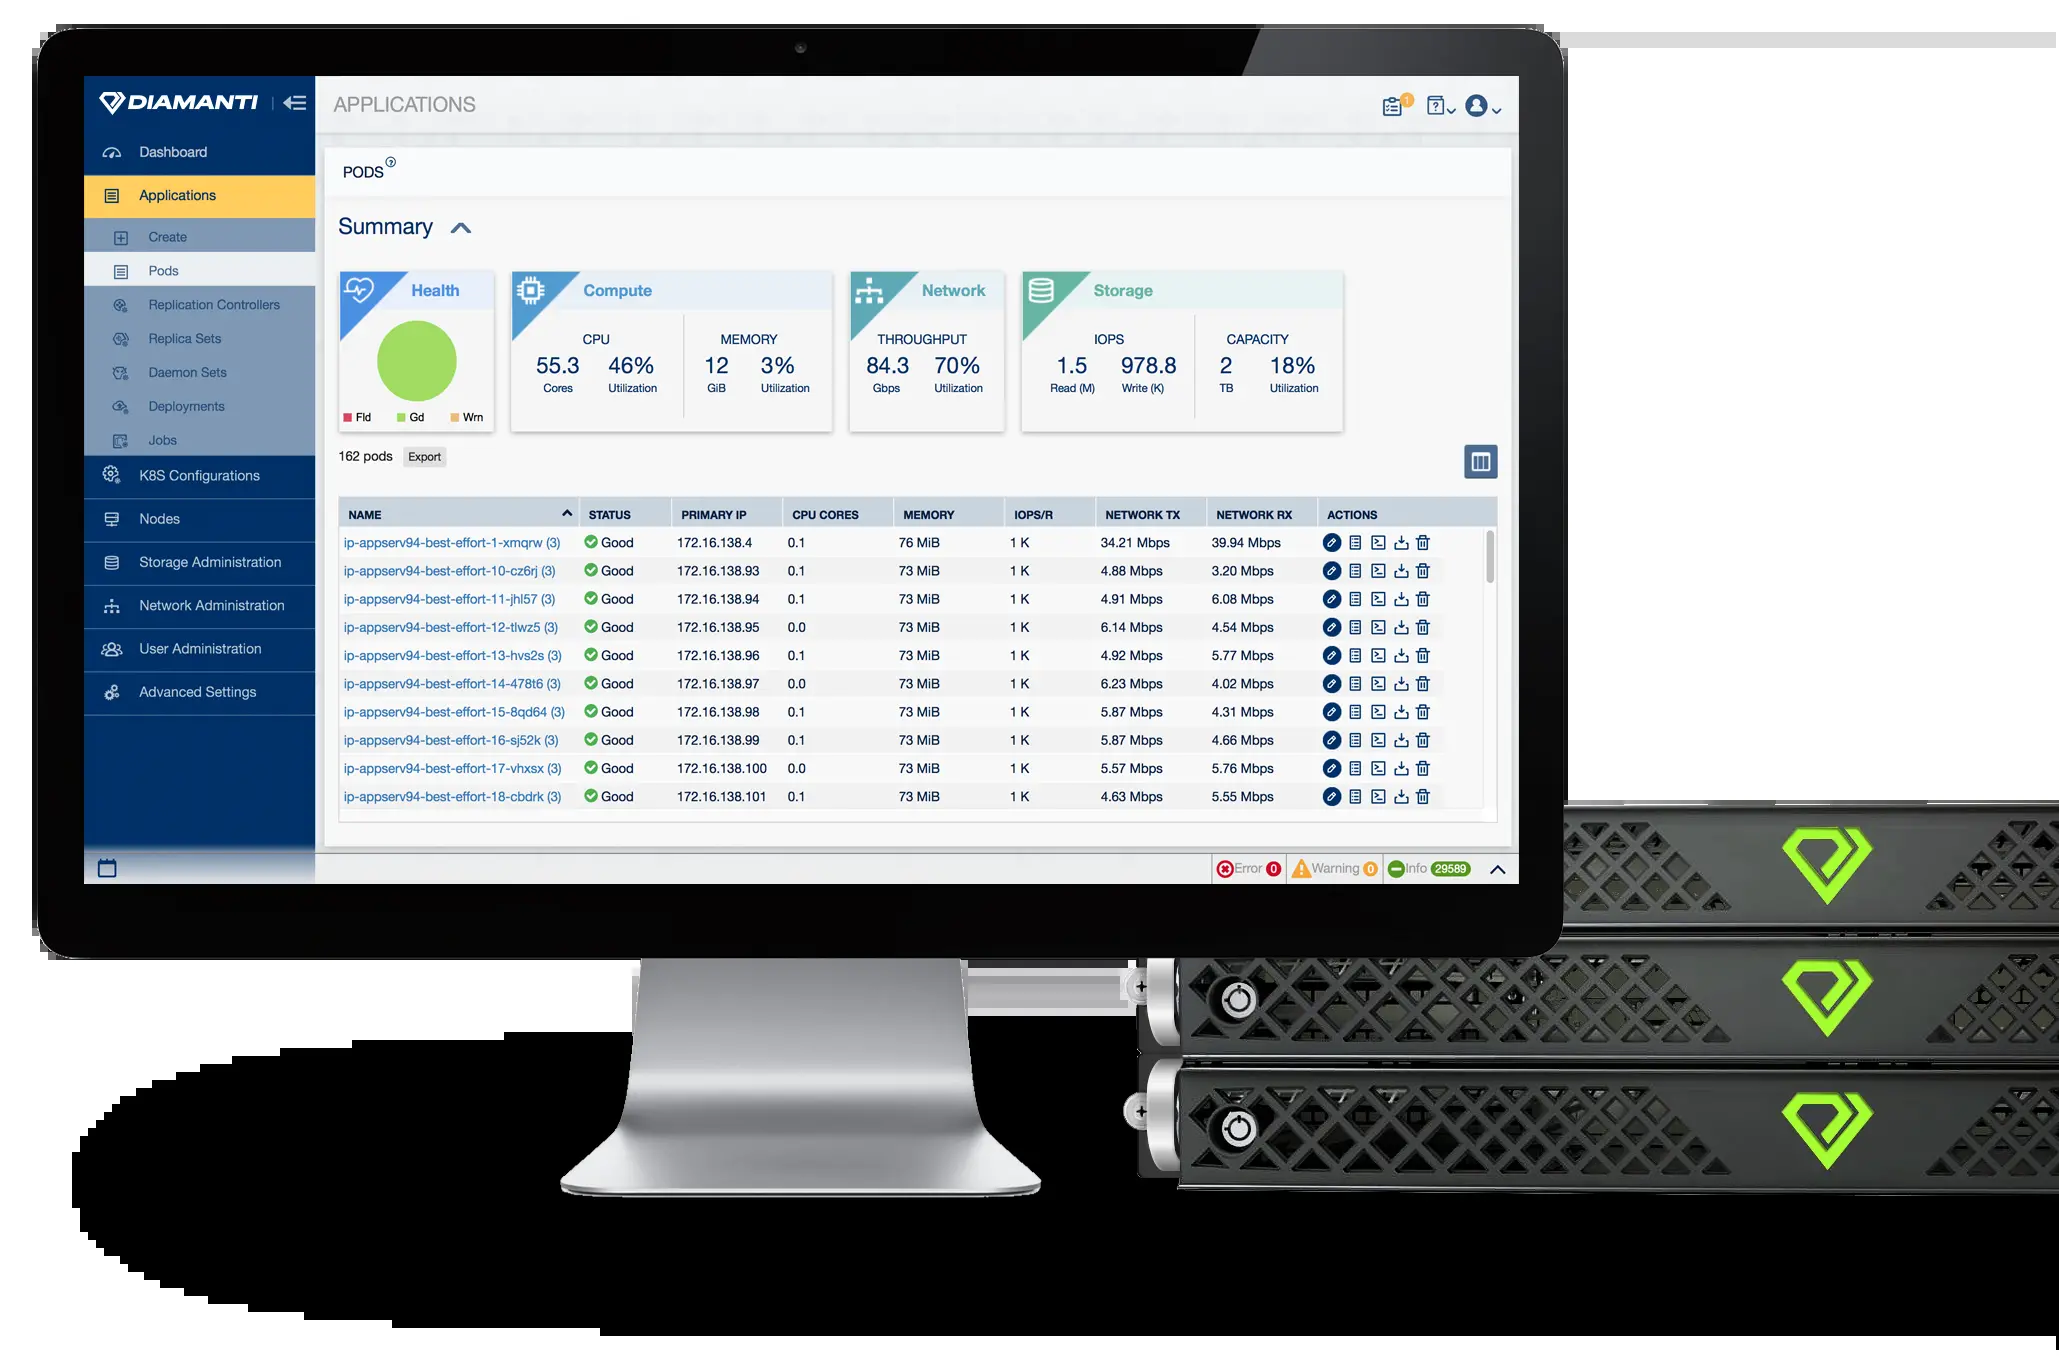 DIAMANTI
APPLICATIONS
1
Dashboard
Applications
Create
Pods
Replication Controllers
Replica Sets
Daemon Sets
Deployments
Jobs
K8S Configurations
Nodes
Storage Administration
Network Administration
User Administration
Advanced Settings
PODS
Summary
Health
Fld Gd Wrn
Compute
CPU MEMORY
55.3 46% 12 3%
Cores Utilization GiB Utilization
Network
THROUGHPUT
84.3 70%
Gbps Utilization
Storage
IOPS CAPACITY
1.5 978.8 2 18%
Read (M) Write (K) TB Utilization
162 pods Export
NAME STATUS PRIMARY IP CPU CORES MEMORY IOPS/R NETWORK TX NETWORK RX ACTIONS
ip-appserv94-best-effort-1-xmqrw (3) Good 172.16.138.4 0.1 76 MiB 1 K 34.21 Mbps 39.94 Mbps
ip-appserv94-best-effort-10-cz6rj (3) Good 172.16.138.93 0.1 73 MiB 1 K 4.88 Mbps 3.20 Mbps
ip-appserv94-best-effort-11-jhl57 (3) Good 172.16.138.94 0.1 73 MiB 1 K 4.91 Mbps 6.08 Mbps
ip-appserv94-best-effort-12-tlwz5 (3) Good 172.16.138.95 0.0 73 MiB 1 K 6.14 Mbps 4.54 Mbps
ip-appserv94-best-effort-13-hvs2s (3) Good 172.16.138.96 0.1 73 MiB 1 K 4.92 Mbps 5.77 Mbps
ip-appserv94-best-effort-14-478t6 (3) Good 172.16.138.97 0.0 73 MiB 1 K 6.23 Mbps 4.02 Mbps
ip-appserv94-best-effort-15-8qd64 (3) Good 172.16.138.98 0.1 73 MiB 1 K 5.87 Mbps 4.31 Mbps
ip-appserv94-best-effort-16-sj52k (3) Good 172.16.138.99 0.1 73 MiB 1 K 5.87 Mbps 4.66 Mbps
ip-appserv94-best-effort-17-vhxsx (3) Good 172.16.138.100 0.0 73 MiB 1 K 5.57 Mbps 5.76 Mbps
ip-appserv94-best-effort-18-cbdrk (3) Good 172.16.138.101 0.1 73 MiB 1 K 4.63 Mbps 5.55 Mbps
Error 0 Warning 0 Info 29589